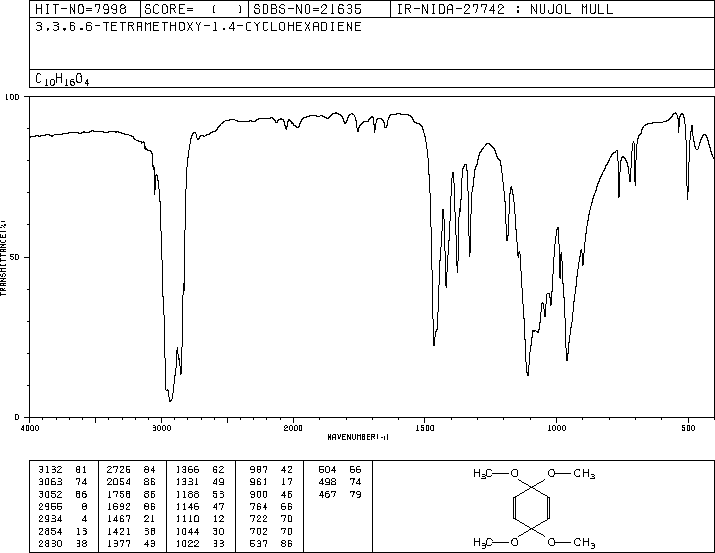 HIT-NO=7998 SCORE= ( ) SDBS-NO=21635 IR-NIDA-27742 : NUJOL MULL
3,3,6,6-TETRAMETHOXY-1,4-CYCLOHEXADIENE
C10H16O4
100
50
0
TRANSMITTANCE(%)
4000 3000 2000 1500 1000 500
WAVENUMBER(-1)
3132 81 2726 84 1366 62 987 42 504 66
3063 74 2054 86 1331 49 961 17 498 74
3052 86 1758 86 1188 53 900 46 467 79
2966 8 1692 86 1146 47 764 66
2934 4 1467 21 1110 12 722 70
2854 13 1421 38 1044 30 702 70
2830 38 1377 43 1022 33 537 86
H3C O O CH3
H3C O O CH3